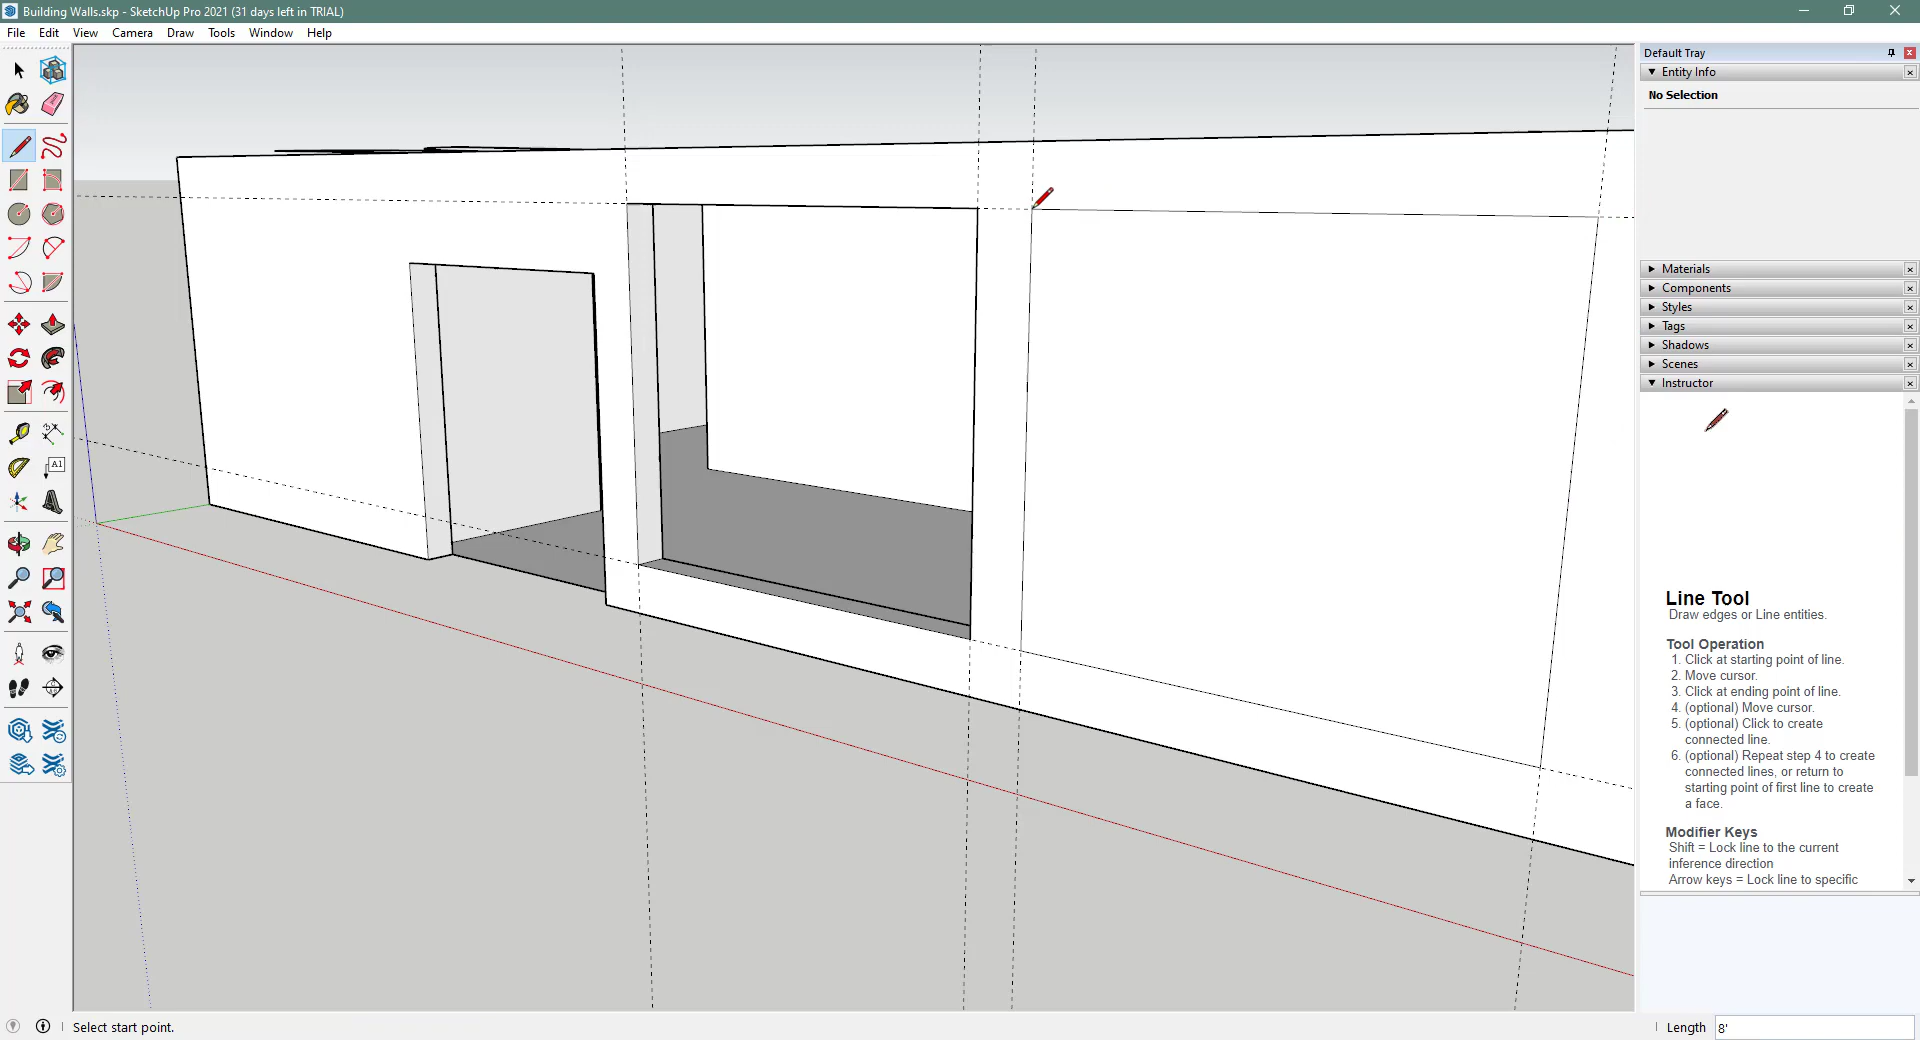 Building Walls.skp - SketchUp Pro 2021 (31 days left in TRIAL)
File Edit View Camera Draw Tools Window Help
Default Tray
Entity Info
No Selection
Materials
Components
Styles
Tags
Shadows
Scenes
Instructor
Line Tool
Draw edges or Line entities.
Tool Operation
1. Click at starting point of line.
2. Move cursor.
3. Click at ending point of line.
4. (optional) Move cursor.
5. (optional) Click to create
connected line.
6. (optional) Repeat step 4 to create
connected lines, or return to
starting point of first line to create
a face.
Modifier Keys
Shift = Lock line to the current
inference direction
Arrow keys = Lock line to specific
A1
Select start point.
Length 8'